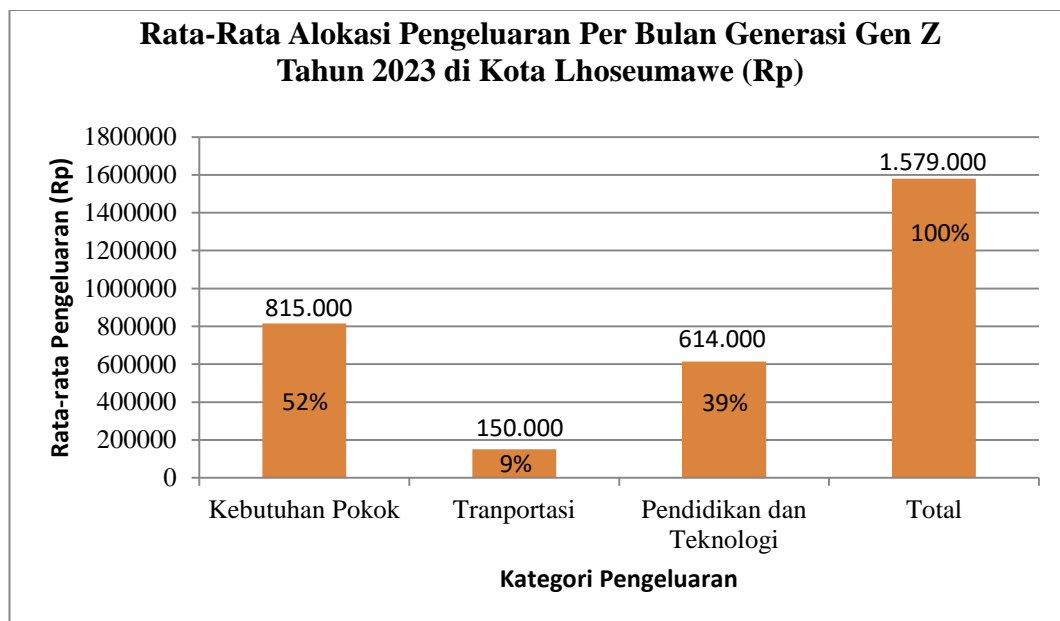 Rata-Rata Alokasi Pengeluaran Per Bulan Generasi Gen Z
Tahun 2023 di Kota Lhoseumawe (Rp)
Rata-rata Pengeluaran (Rp)
1800000
1600000
1400000
1200000
1000000
800000
600000
400000
200000
0
815.000
52%
150.000
9%
614.000
39%
1.579.000
100%
Kebutuhan Pokok
Tranportasi
Pendidikan dan
Teknologi
Total
Kategori Pengeluaran